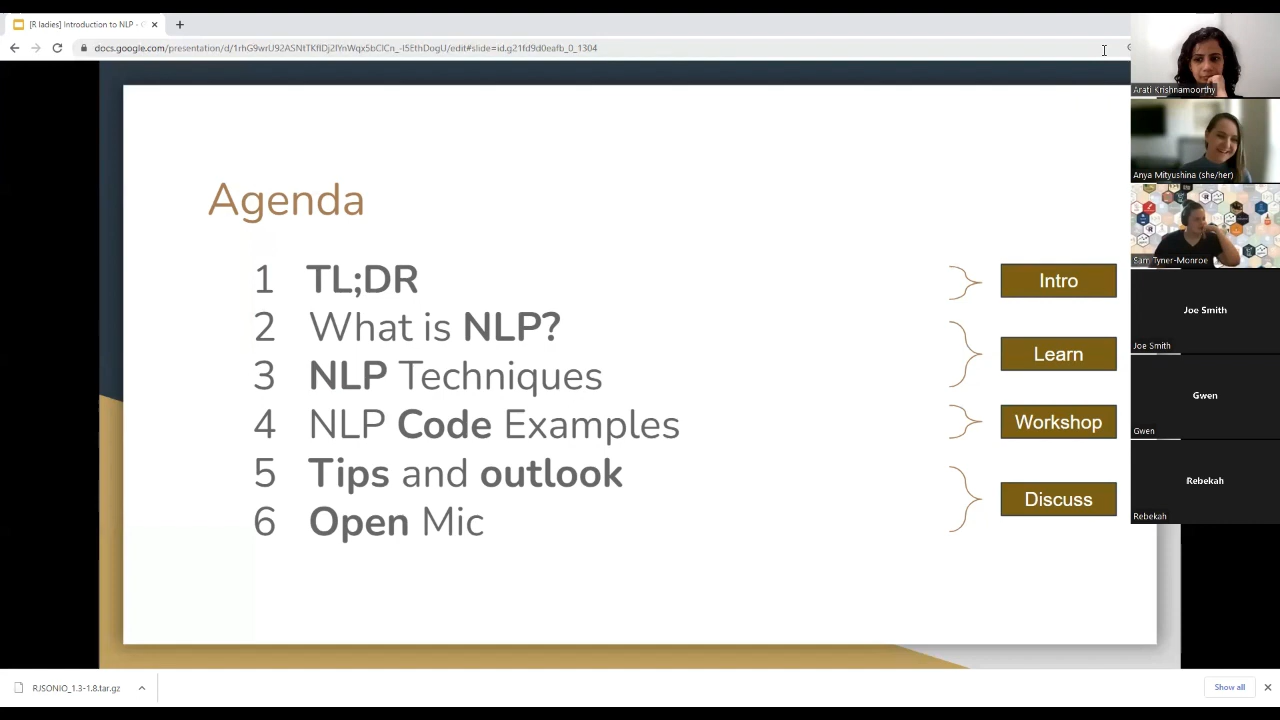 [R ladies] Introduction to NLP - G
docs.google.com/presentation/d/1rhG9wrU92ASNtTKflDj2lYnWqx5bClCn_-I5EthDogU/edit#slide=id.g21fd9d0eafb_0_1304
Agenda
1 TL;DR
2 What is NLP?
3 NLP Techniques
4 NLP Code Examples
5 Tips and outlook
6 Open Mic
Intro
Learn
Workshop
Discuss
Arati Krishnamoorthy
Anya Mityushina (she/her)
Sam Tyner-Monroe
Joe Smith
Joe Smith
Gwen
Gwen
Rebekah
Rebekah
RJSONIO_1.3-1.8.tar.gz
Show all